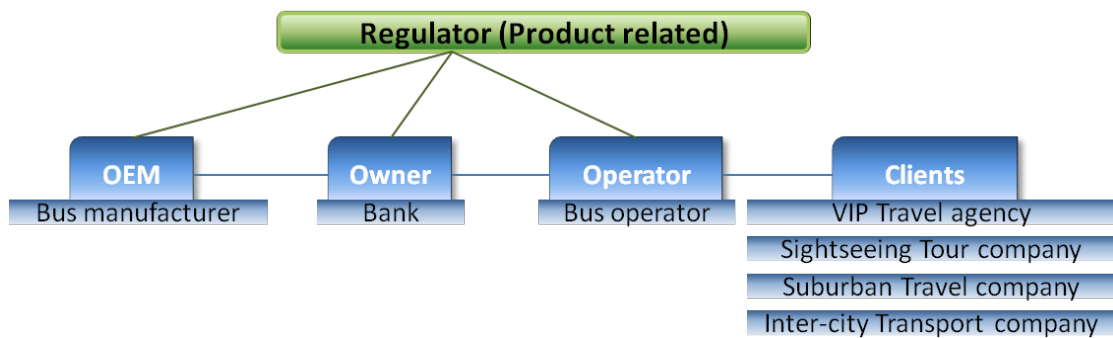 Regulator (Product related)
OEM
Owner
Operator
Clients
Bus manufacturer
Bank
Bus operator
VIP Travel agency
Sightseeing Tour company
Suburban Travel company
Inter-city Transport company